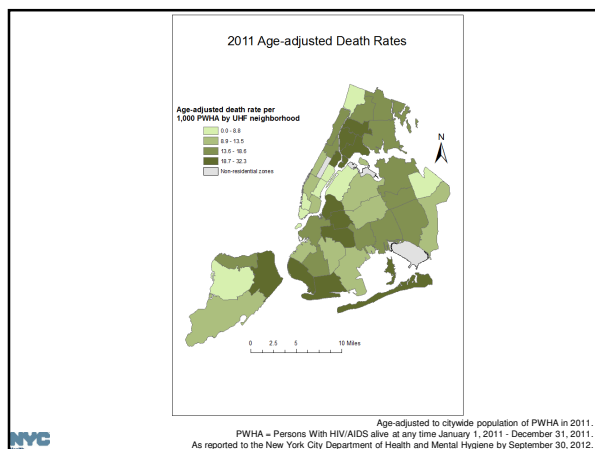 2011 Age-adjusted Death Rates
Age-adjusted death rate per
1,000 PWHA by UHF neighborhood
0.0 - 8.8
8.9 - 13.5
13.6 - 18.6
18.7 - 32.3
Non-residential zones
N
0 2.5 5 10 Miles
Age-adjusted to citywide population of PWHA in 2011.
PWHA = Persons With HIV/AIDS alive at any time January 1, 2011 - December 31, 2011.
NYC
As reported to the New York City Department of Health and Mental Hygiene by September 30, 2012.